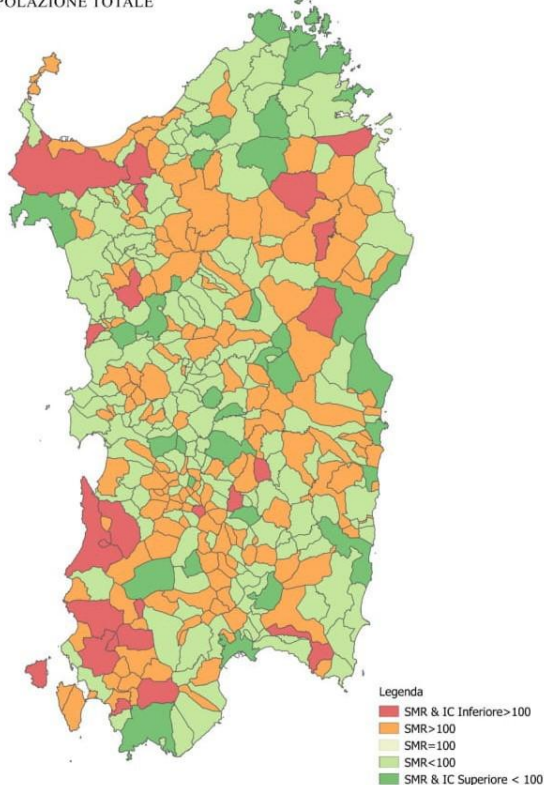 POLAZIONE TOTALE
Legenda
SMR & IC Inferiore>100
SMR>100
SMR=100
SMR<100
SMR & IC Superiore < 100